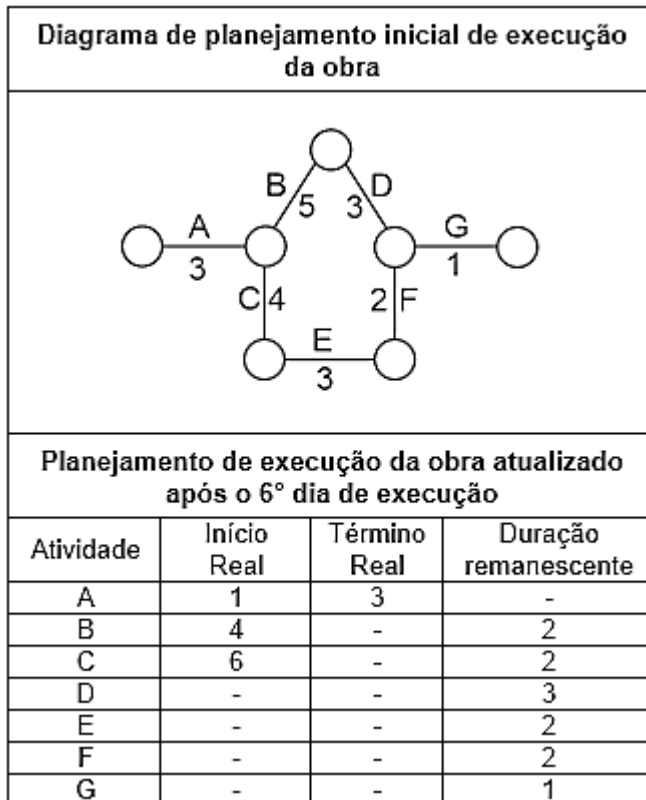 Diagrama de planejamento inicial de execução
da obra
B
D
5
3
A
G
3
1
C 4
2 F
E
3
Planejamento de execução da obra atualizado
após o 6° dia de execução
Atividade Início Real Término Real Duração remanescente
A 1 3 -
B 4 - 2
C 6 - 2
D - - 3
E - - 2
F - - 2
G - - 1